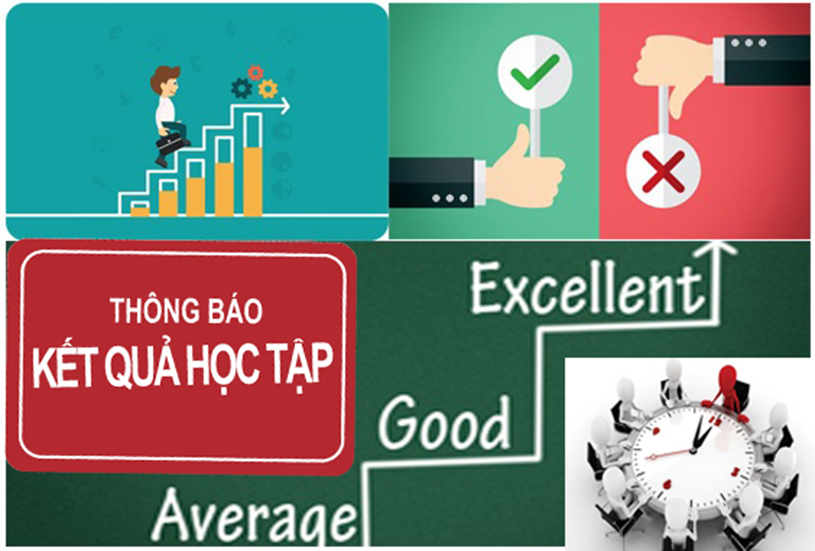 THÔNG BÁO
KẾT QUẢ HỌC TẬP
Excellent
Good
Average